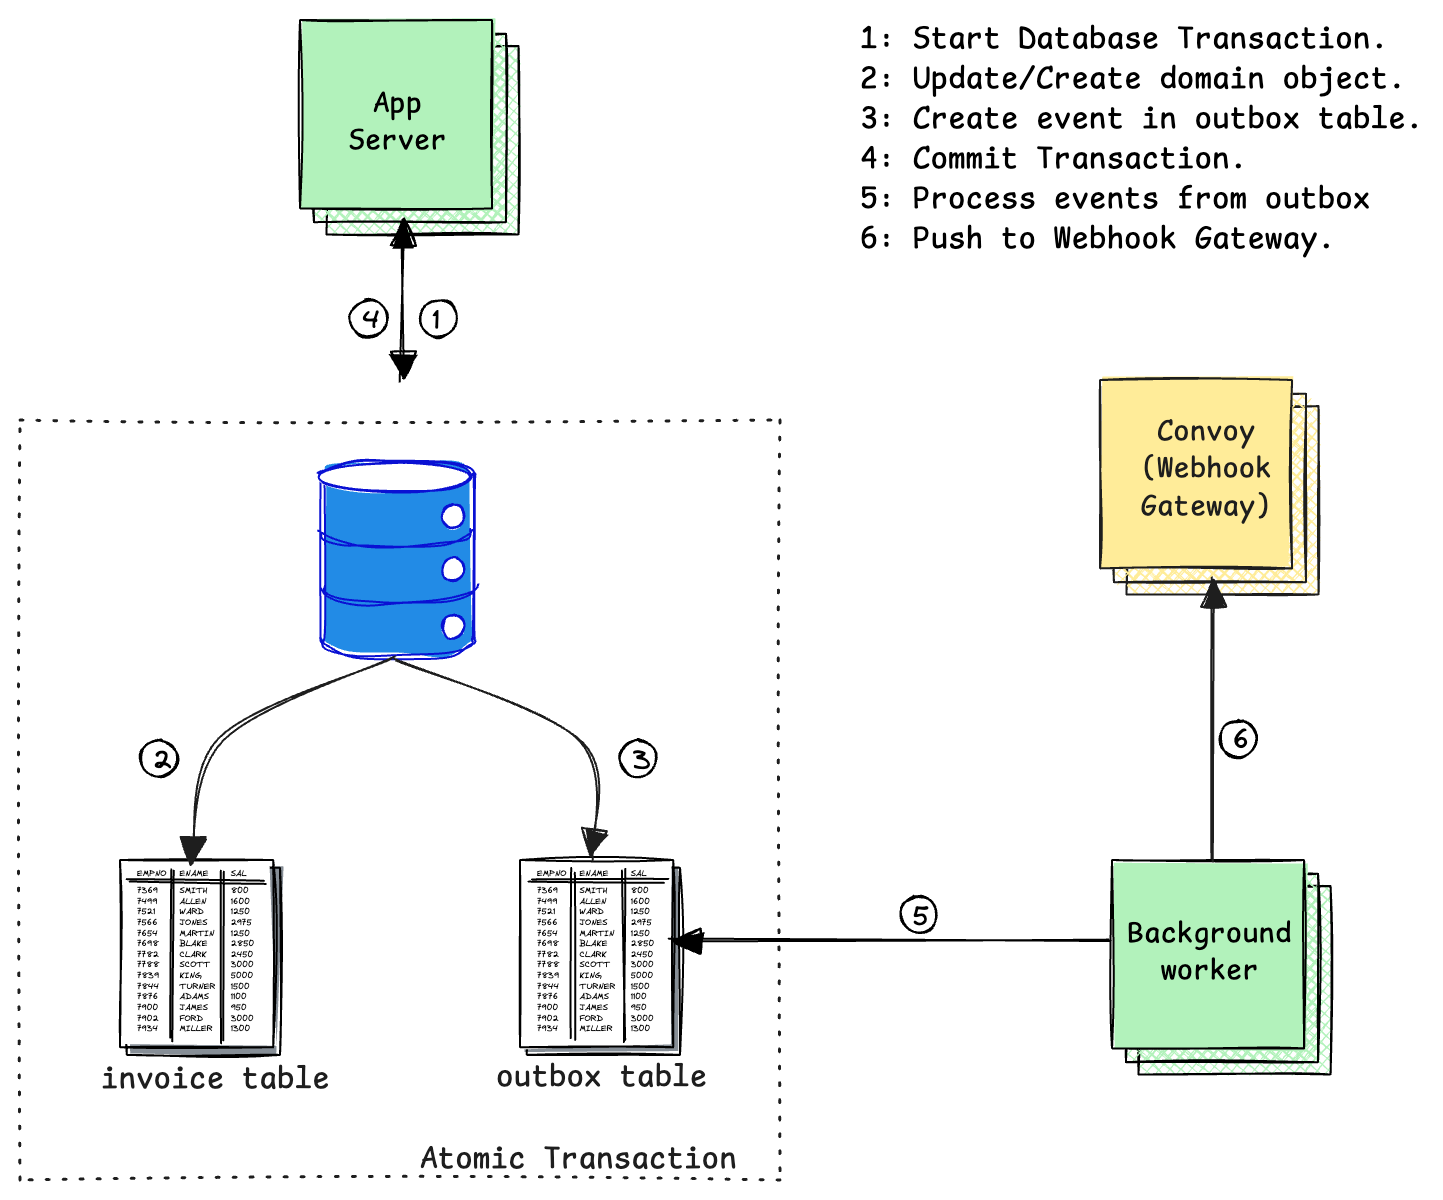 App
Server
1: Start Database Transaction.
2: Update/Create domain object.
3: Create event in outbox table.
4: Commit Transaction.
5: Process events from outbox
6: Push to Webhook Gateway.
4
1
Convoy
(Webhook
Gateway)
2
3
6
EMPNO ENAME SAL
7369 SMITH 800
7499 ALLEN 1600
7521 WARD 1250
7566 JONES 2975
7654 MARTIN 1250
7698 BLAKE 2850
7782 CLARK 2450
7788 SCOTT 3000
7839 KING 5000
7844 TURNER 1500
7876 ADAMS 1100
7900 JAMES 950
7902 FORD 3000
7934 MILLER 1300
invoice table
EMPNO ENAME SAL
7369 SMITH 800
7499 ALLEN 1600
7521 WARD 1250
7566 JONES 2975
7654 MARTIN 1250
7698 BLAKE 2850
7782 CLARK 2450
7788 SCOTT 3000
7839 KING 5000
7844 TURNER 1500
7876 ADAMS 1100
7900 JAMES 950
7902 FORD 3000
7934 MILLER 1300
outbox table
5
Background
worker
Atomic Transaction